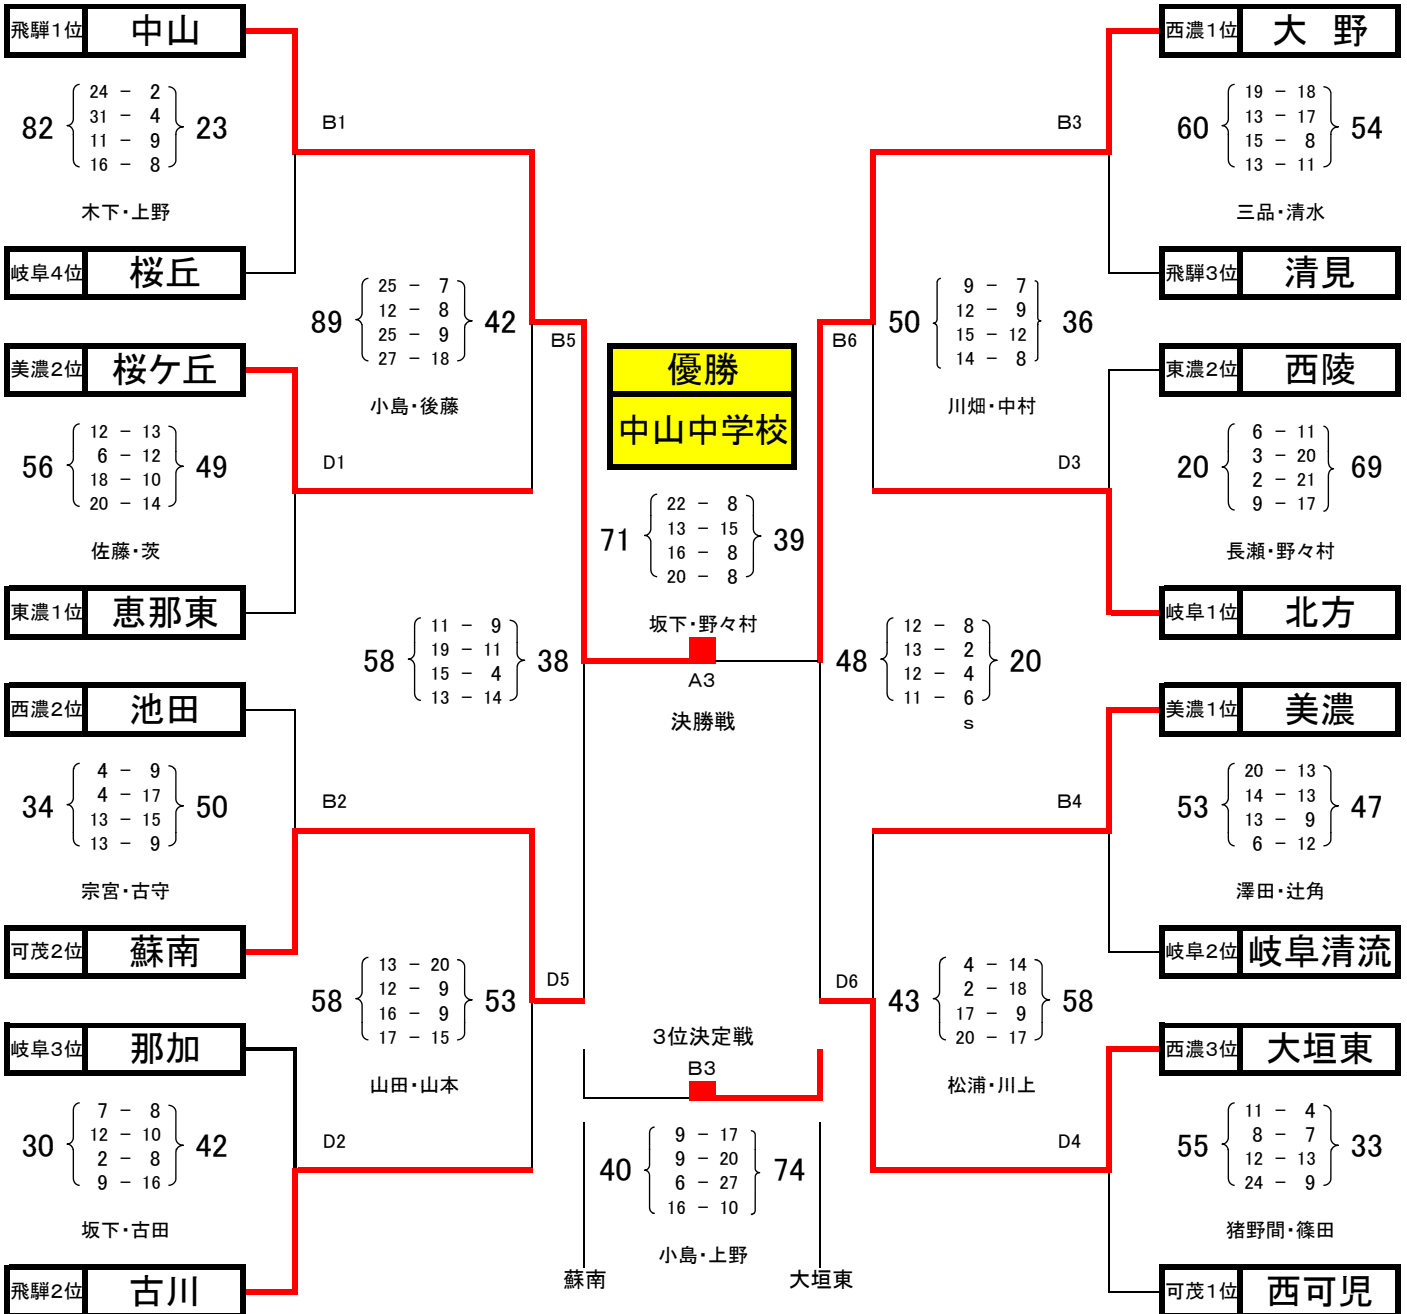 飛騨1位 中山
82 23
24 - 2
31 - 4
11 - 9
16 - 8
木下・上野
B1
岐阜4位 桜丘
89 42
25 - 7
12 - 8
25 - 9
27 - 18
小島・後藤
B5
美濃2位 桜ケ丘
56 49
12 - 13
6 - 12
18 - 10
20 - 14
佐藤・茨
D1
東濃1位 恵那東
58 38
11 - 9
19 - 11
15 - 4
13 - 14
西濃2位 池田
34 50
4 - 9
4 - 17
13 - 15
13 - 9
宗宮・古守
B2
可茂2位 蘇南
58 53
13 - 20
12 - 9
16 - 9
17 - 15
山田・山本
D5
岐阜3位 那加
30 42
7 - 8
12 - 10
2 - 8
9 - 16
坂下・古田
D2
飛騨2位 古川
優勝
中山中学校
71 39
22 - 8
13 - 15
16 - 8
20 - 8
坂下・野々村
A3
決勝戦
3位決定戦
B3
40 74
9 - 17
9 - 20
6 - 27
16 - 10
小島・上野
蘇南 大垣東
西濃1位 大 野
B3
60 54
19 - 18
13 - 17
15 - 8
13 - 11
三品・清水
飛騨3位 清見
50 36
9 - 7
12 - 9
15 - 12
14 - 8
川畑・中村
B6
東濃2位 西陵
D3
20 69
6 - 11
3 - 20
2 - 21
9 - 17
長瀬・野々村
岐阜1位 北方
48 20
12 - 8
13 - 2
12 - 4
11 - 6
s
美濃1位 美濃
B4
53 47
20 - 13
14 - 13
13 - 9
6 - 12
澤田・辻角
岐阜2位 岐阜清流
D6
43 58
4 - 14
2 - 18
17 - 9
20 - 17
松浦・川上
西濃3位 大垣東
D4
55 33
11 - 4
8 - 7
12 - 13
24 - 9
猪野間・篠田
可茂1位 西可児